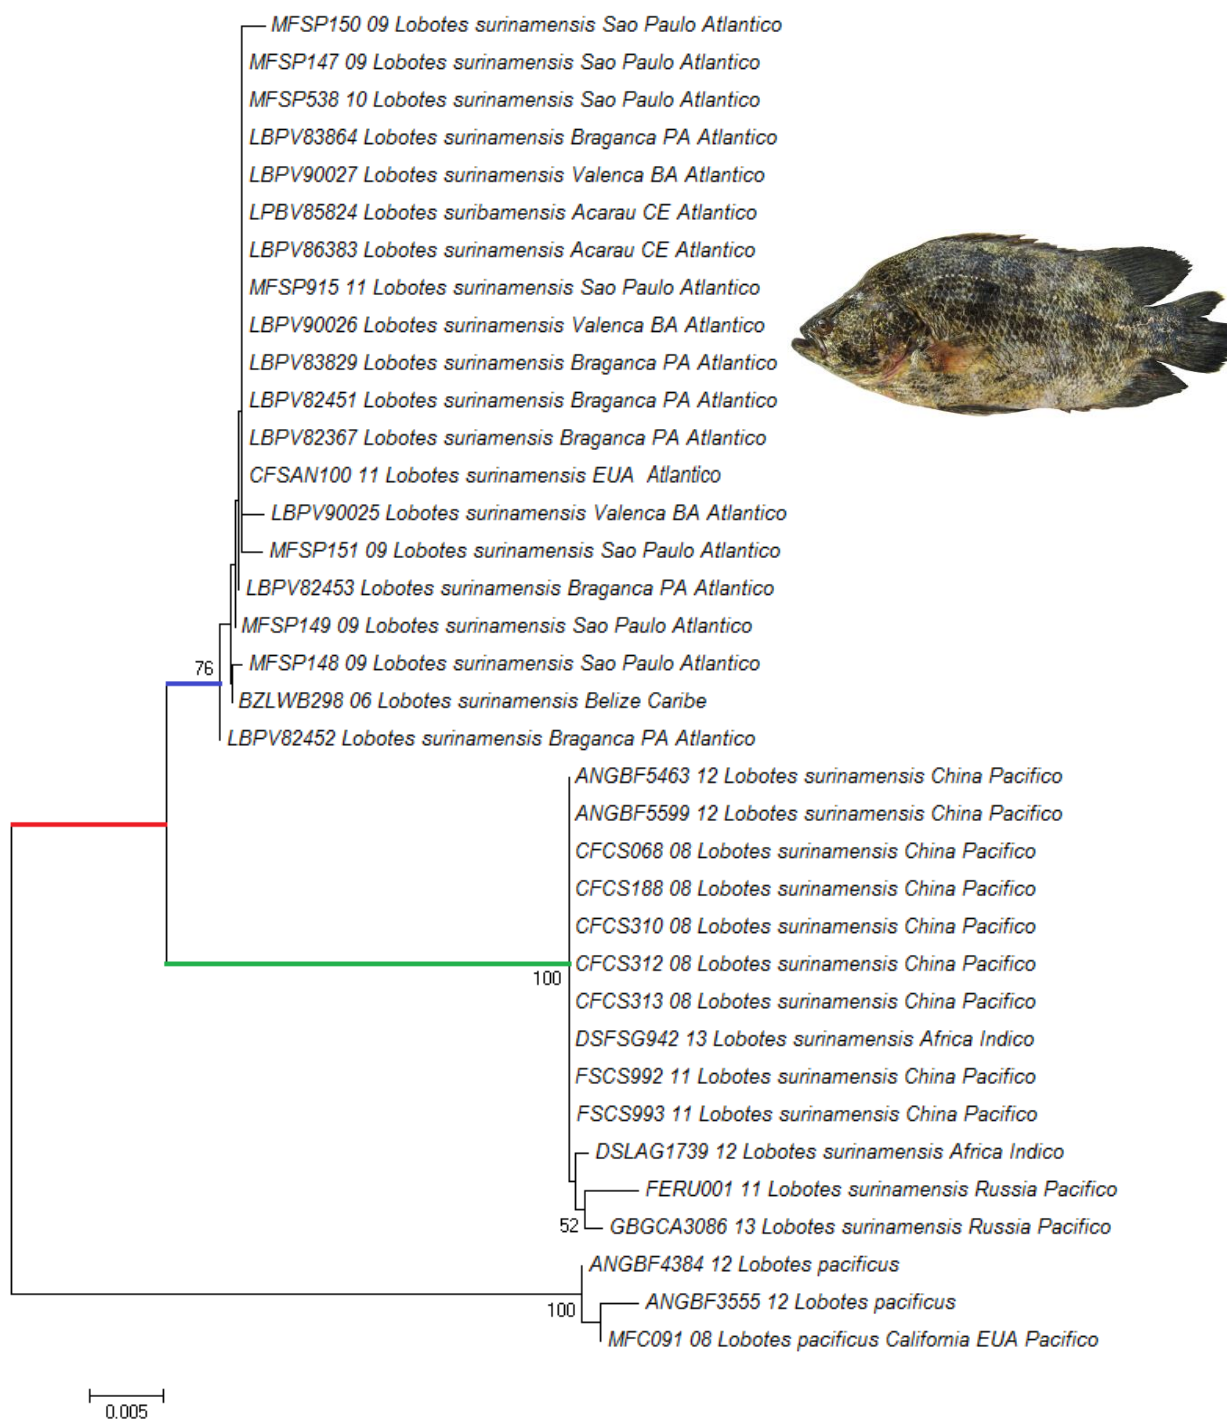 MFSP150 09 Lobotes surinamensis Sao Paulo Atlantico
MFSP147 09 Lobotes surinamensis Sao Paulo Atlantico
MFSP538 10 Lobotes surinamensis Sao Paulo Atlantico
LBPV83864 Lobotes surinamensis Braganca PA Atlantico
LBPV90027 Lobotes surinamensis Valenca BA Atlantico
LPBV85824 Lobotes suribamensis Acarau CE Atlantico
LBPV86383 Lobotes surinamensis Acarau CE Atlantico
MFSP915 11 Lobotes surinamensis Sao Paulo Atlantico
LBPV90026 Lobotes surinamensis Valenca BA Atlantico
LBPV83829 Lobotes surinamensis Braganca PA Atlantico
LBPV82451 Lobotes surinamensis Braganca PA Atlantico
LBPV82367 Lobotes suriamensis Braganca PA Atlantico
CFSAN100 11 Lobotes surinamensis EUA Atlantico
LBPV90025 Lobotes surinamensis Valenca BA Atlantico
MFSP151 09 Lobotes surinamensis Sao Paulo Atlantico
LBPV82453 Lobotes surinamensis Braganca PA Atlantico
MFSP149 09 Lobotes surinamensis Sao Paulo Atlantico
76
MFSP148 09 Lobotes surinamensis Sao Paulo Atlantico
BZLWB298 06 Lobotes surinamensis Belize Caribe
LBPV82452 Lobotes surinamensis Braganca PA Atlantico
ANGBF5463 12 Lobotes surinamensis China Pacifico
ANGBF5599 12 Lobotes surinamensis China Pacifico
CFCS068 08 Lobotes surinamensis China Pacifico
CFCS188 08 Lobotes surinamensis China Pacifico
CFCS310 08 Lobotes surinamensis China Pacifico
CFCS312 08 Lobotes surinamensis China Pacifico
100
CFCS313 08 Lobotes surinamensis China Pacifico
DSFSG942 13 Lobotes surinamensis Africa Indico
FSCS992 11 Lobotes surinamensis China Pacifico
FSCS993 11 Lobotes surinamensis China Pacifico
DSLAG1739 12 Lobotes surinamensis Africa Indico
FERU001 11 Lobotes surinamensis Russia Pacifico
52
GBGCA3086 13 Lobotes surinamensis Russia Pacifico
ANGBF4384 12 Lobotes pacificus
100
ANGBF3555 12 Lobotes pacificus
MFC091 08 Lobotes pacificus California EUA Pacifico
0.005